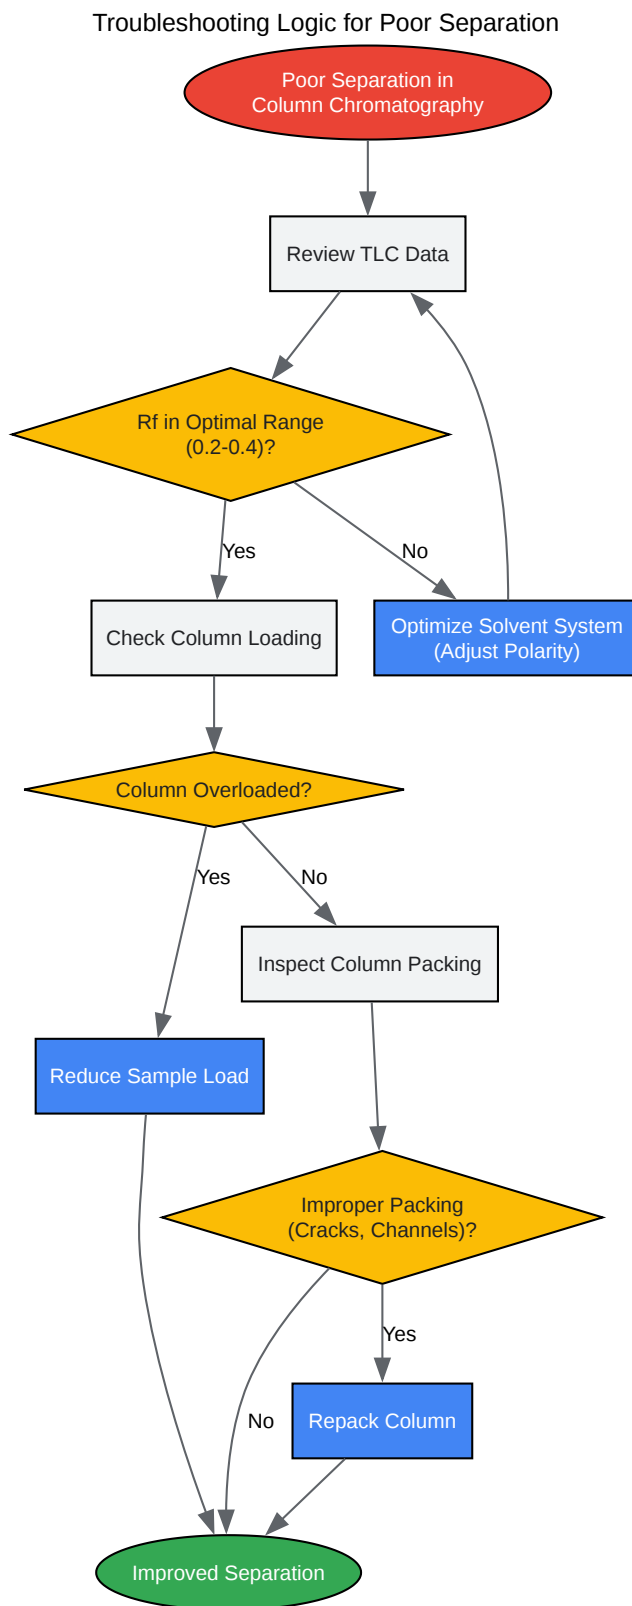 Troubleshooting Logic for Poor Separation
Poor Separation in
Column Chromatography
Review TLC Data
Rf in Optimal Range
(0.2-0.4)?
Yes
No
Check Column Loading
Optimize Solvent System
(Adjust Polarity)
Column Overloaded?
Yes
No
Inspect Column Packing
Reduce Sample Load
Improper Packing
(Cracks, Channels)?
Yes
No
Repack Column
Improved Separation